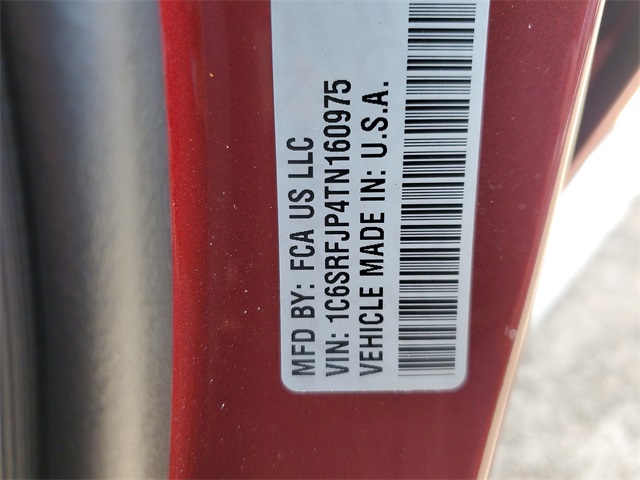 MFD BY: FCA US LLC
VIN: 1C6SRFJP4TN160975
VEHICLE MADE IN: U.S.A.